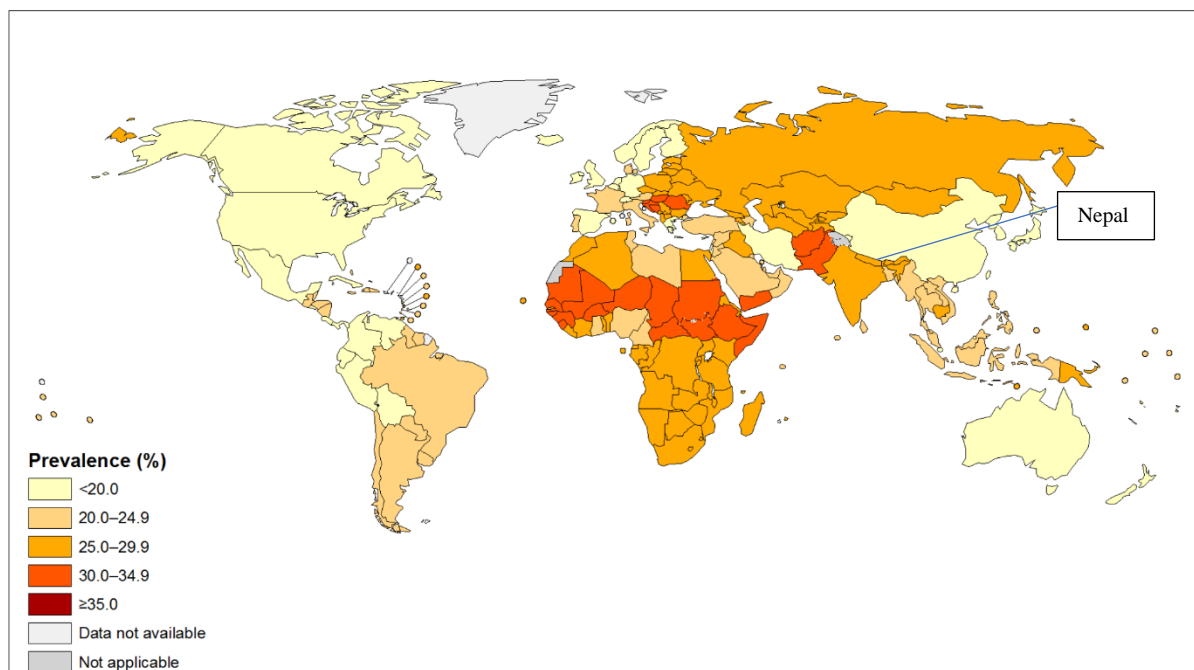 Nepal
Prevalence (%)
<20.0
20.0–24.9
25.0–29.9
30.0–34.9
≥35.0
Data not available
Not applicable